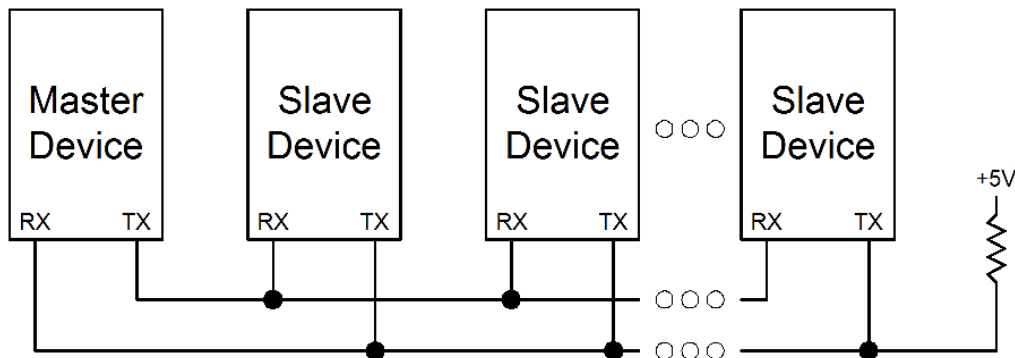 Master
Device
Slave
Device
Slave
Device
Slave
Device
+5V
RX TX
RX TX
RX TX
RX TX